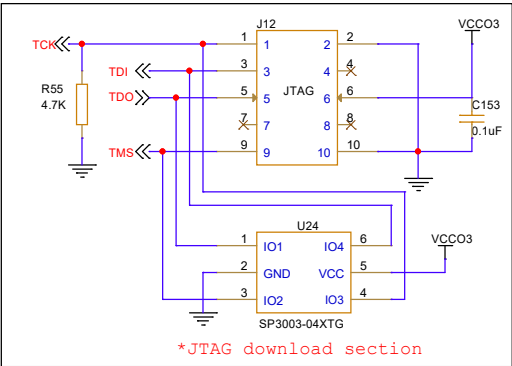 J12
VCCO3
TCK
1 1 2 2
TDI
3 3 4 4
R55
4.7K
TDO
5 5 JTAG 6 6
C153
0.1uF
7 7 8 8
TMS
9 9 10 10
U24
VCCO3
1 IO1 IO4 6
2 GND VCC 5
3 IO2 IO3 4
SP3003-04XTG
*JTAG download section